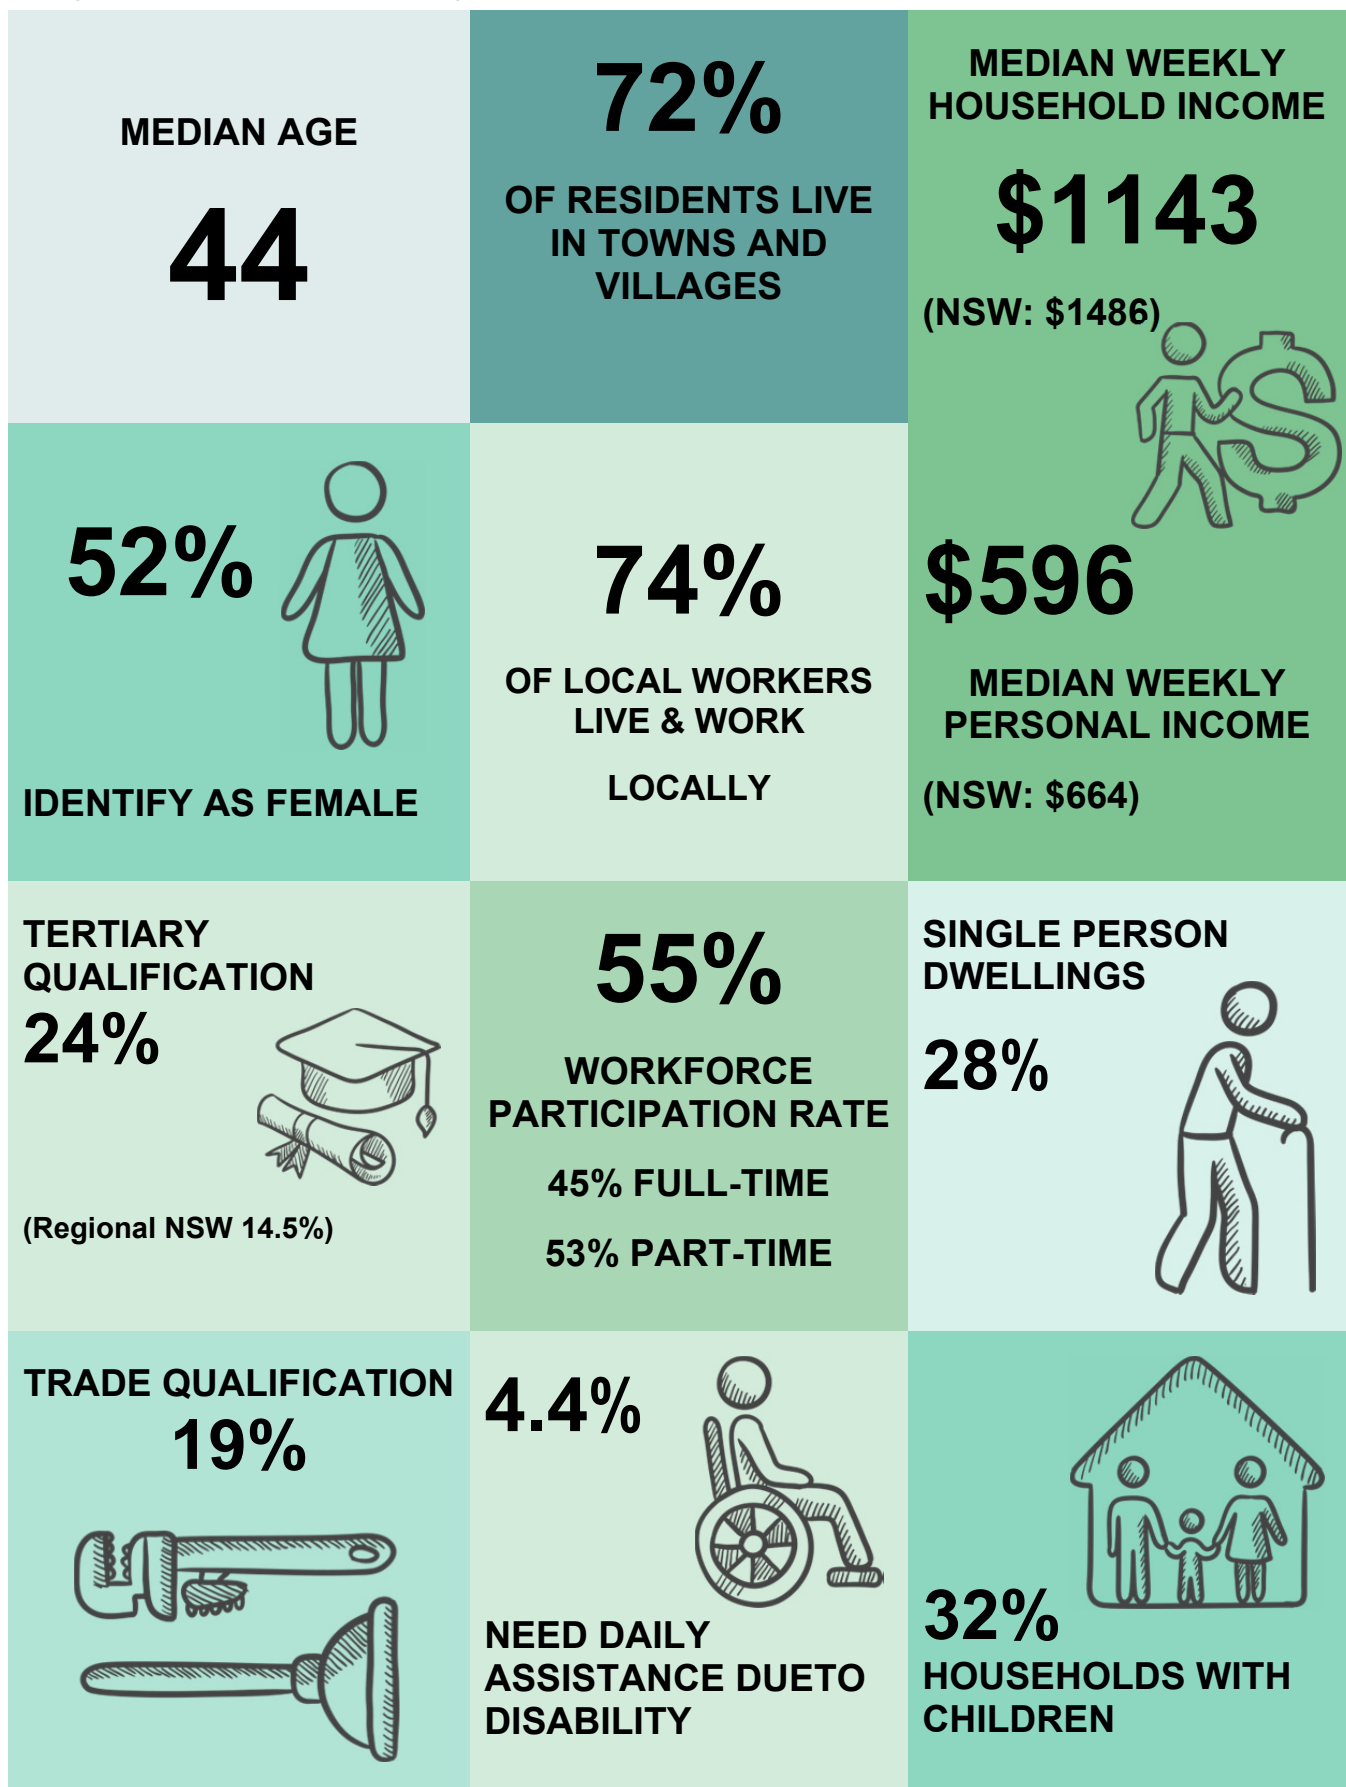 MEDIAN AGE
44
72%
OF RESIDENTS LIVE
IN TOWNS AND
VILLAGES
MEDIAN WEEKLY
HOUSEHOLD INCOME
$1143
(NSW: $1486)
52%
IDENTIFY AS FEMALE
74%
OF LOCAL WORKERS
LIVE & WORK
LOCALLY
$596
MEDIAN WEEKLY
PERSONAL INCOME
(NSW: $664)
TERTIARY
QUALIFICATION
24%
(Regional NSW 14.5%)
55%
WORKFORCE
PARTICIPATION RATE
45% FULL-TIME
53% PART-TIME
SINGLE PERSON
DWELLINGS
28%
TRADE QUALIFICATION
19%
4.4%
NEED DAILY
ASSISTANCE DUETO
DISABILITY
32%
HOUSEHOLDS WITH
CHILDREN